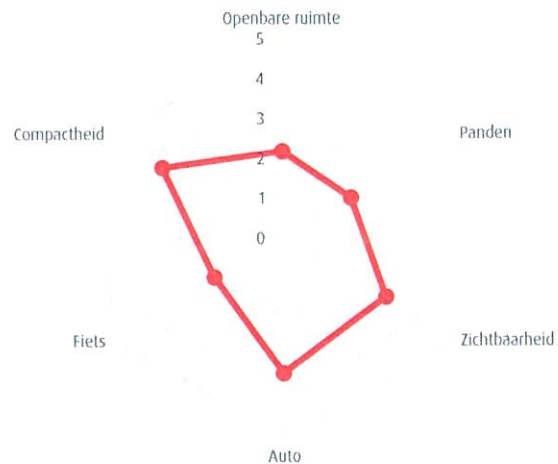 Openbare ruimte
5
4
Compactheid
Panden
3
2
1
0
Fiets
Zichtbaarheid
Auto